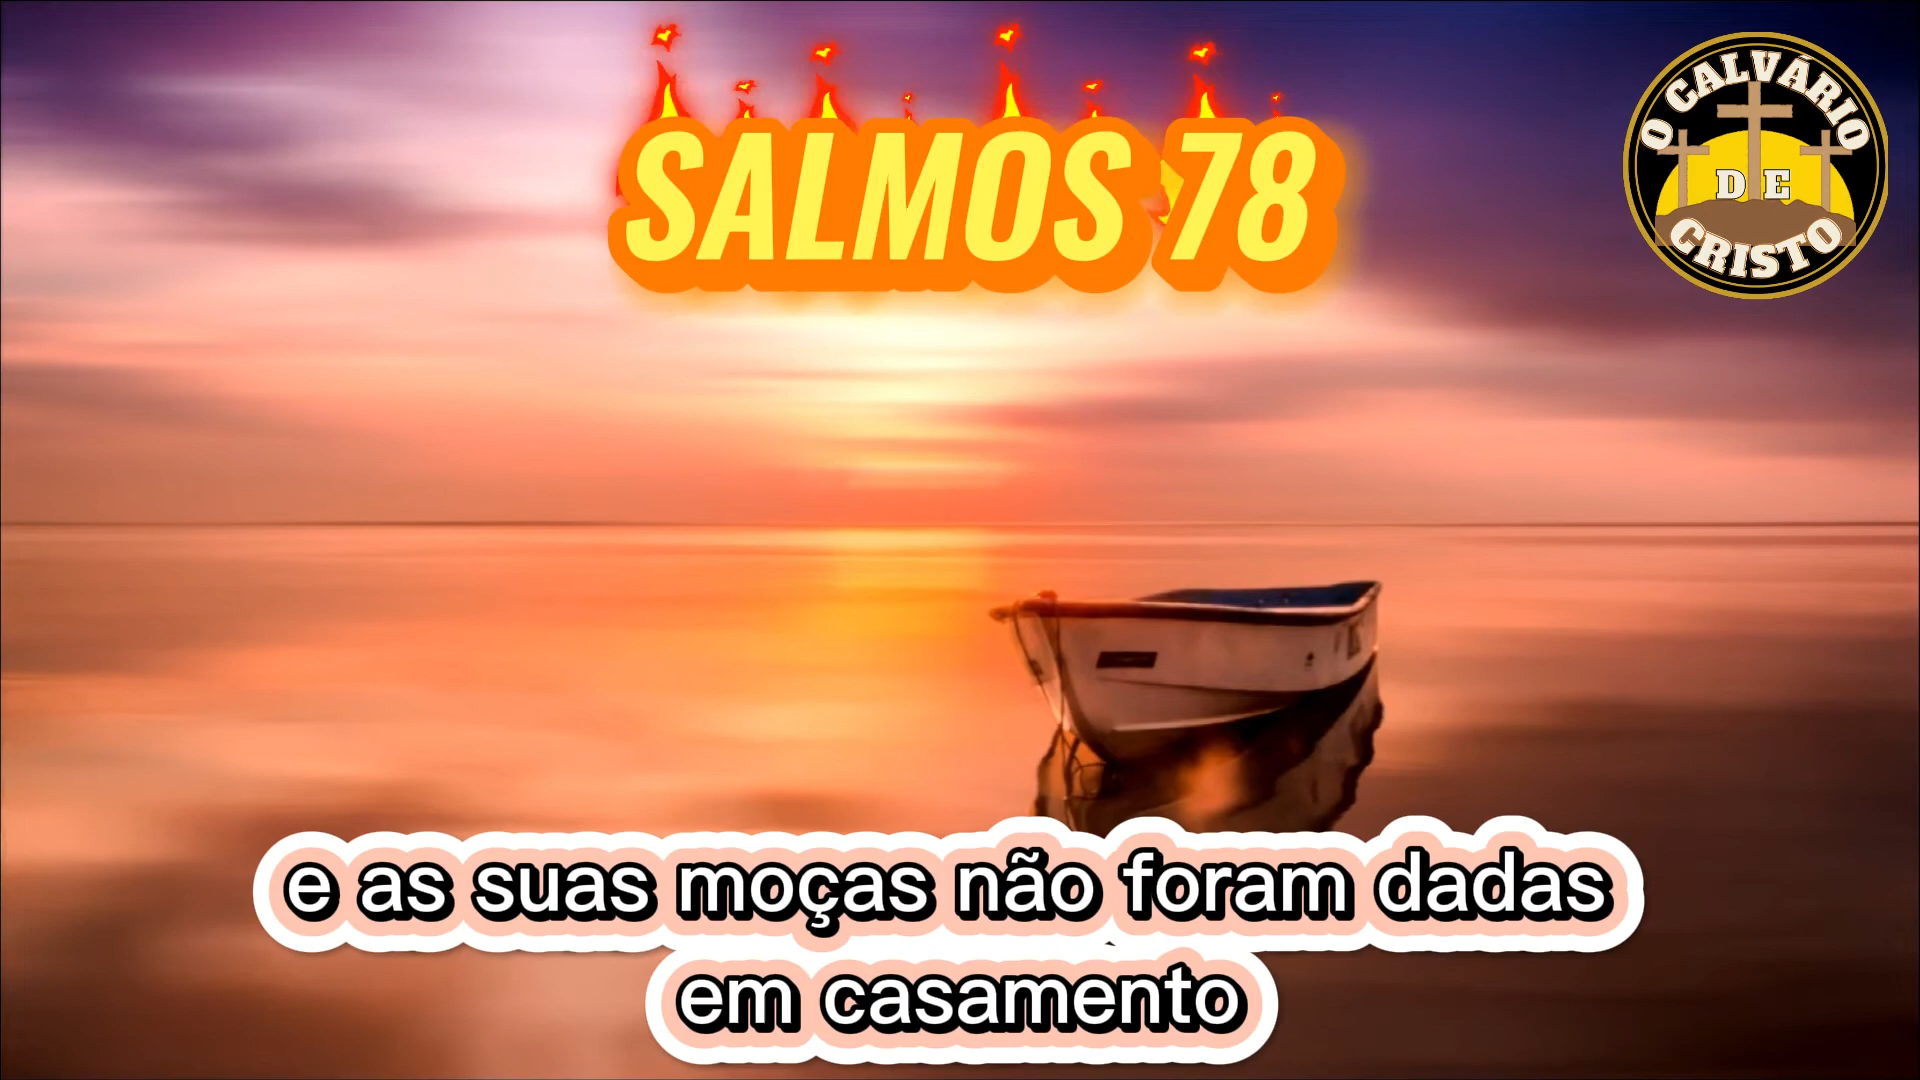 SALMOS 78
O CALVÁRIO
DE
CRISTO
e as suas moças não foram dadas
em casamento